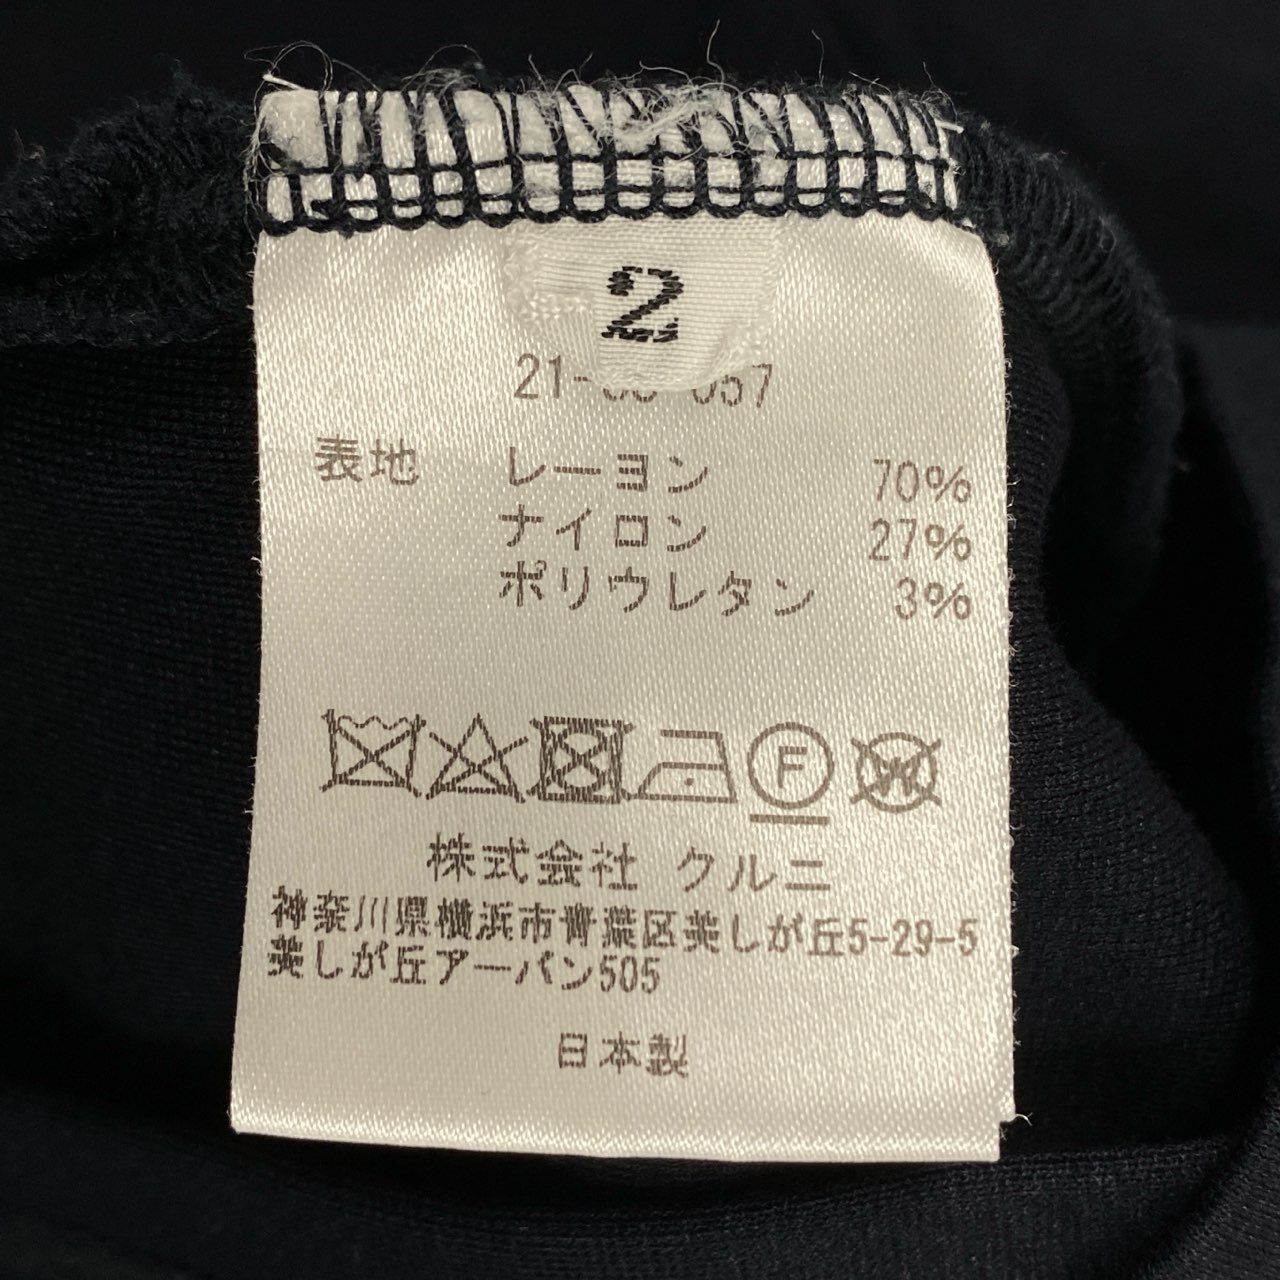 2
表地 レーヨン 70%
ナイロン 27%
ポリウレタン 3%
F
W
株式会社 クルニ
神奈川県横浜市青葉区美しが丘5-29-5
美しが丘アーバン505
日本製